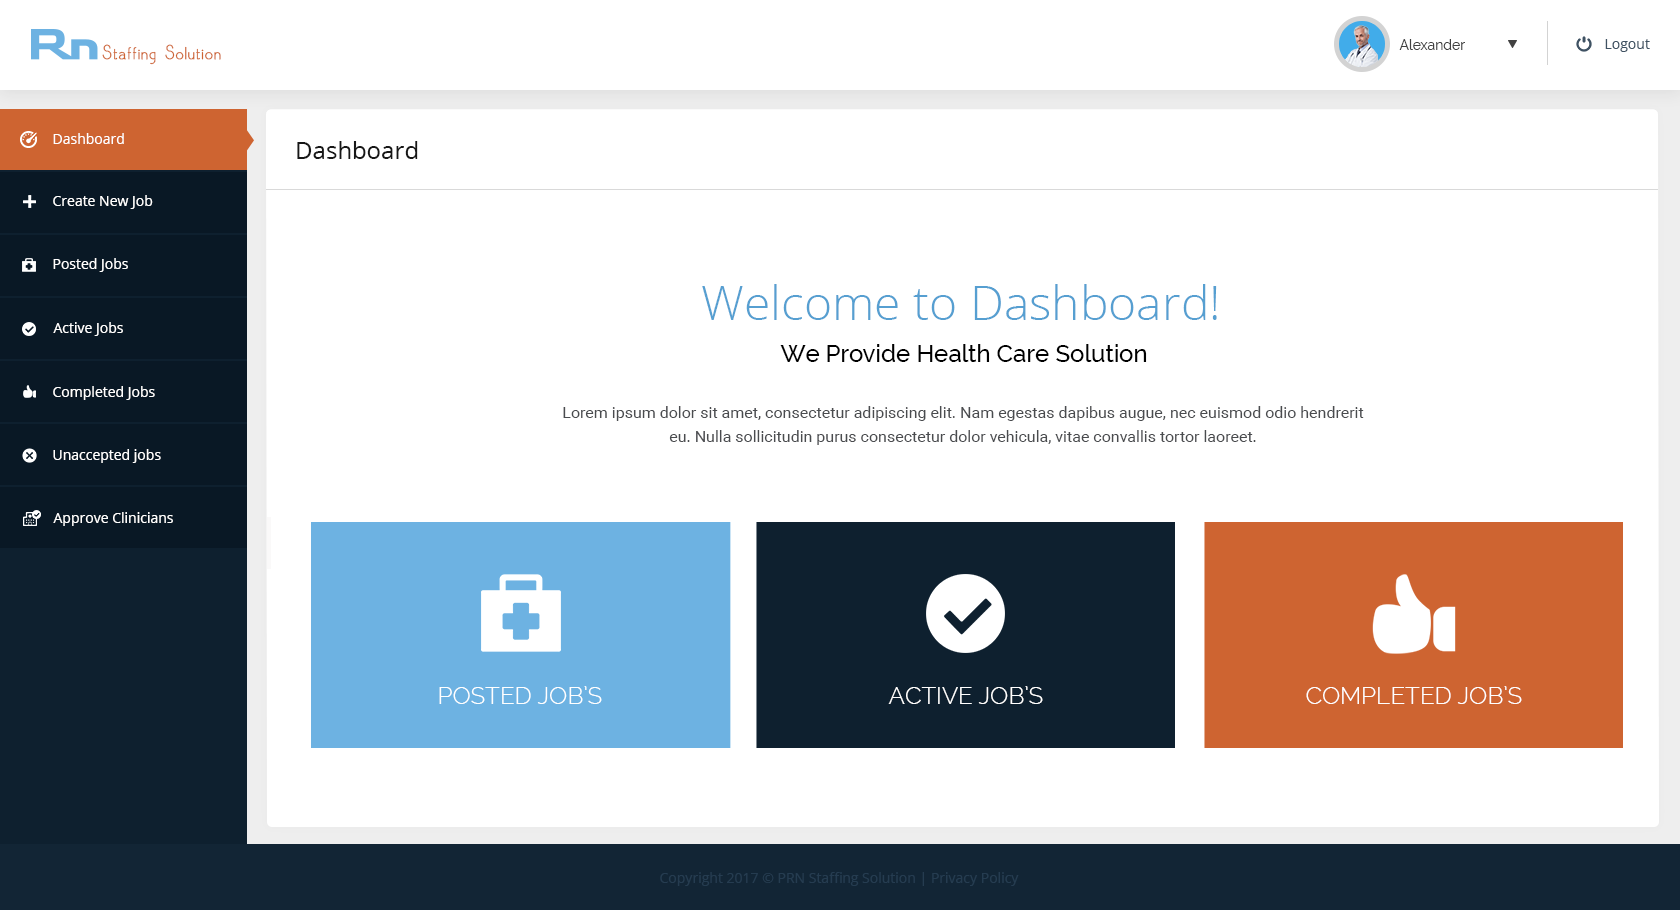 Rn Staffing Solution
Alexander
Logout
Dashboard
Create New Job
Posted Jobs
Active Jobs
Completed Jobs
Unaccepted jobs
Approve Clinicians
Dashboard
Welcome to Dashboard!
We Provide Health Care Solution
Lorem ipsum dolor sit amet, consectetur adipiscing elit. Nam egestas dapibus augue, nec euismod odio hendrerit
eu. Nulla sollicitudin purus consectetur dolor vehicula, vitae convallis tortor laoreet.
POSTED JOB'S
ACTIVE JOB'S
COMPLETED JOB'S
Copyright 2017 © PRN Staffing Solution | Privacy Policy